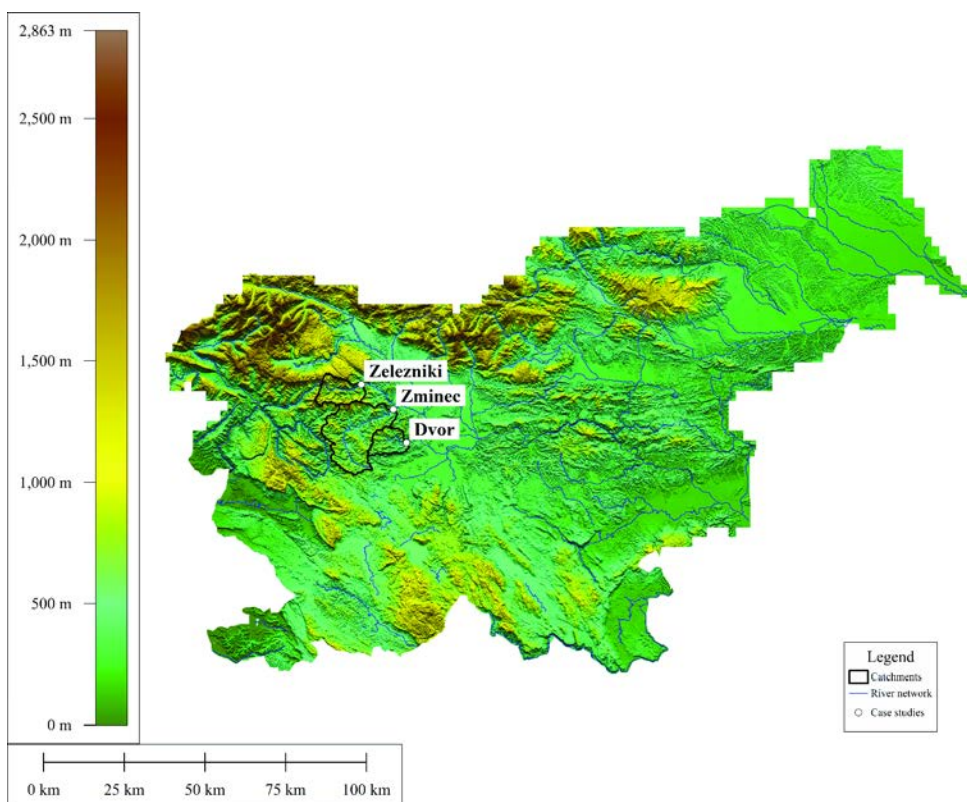 2,863 m
2,500 m
2,000 m
1,500 m
1,000 m
500 m
0 m
Zelezniki
Zminec
Dvor
Legend
Catchments
River network
Case studies
0 km 25 km 50 km 75 km 100 km